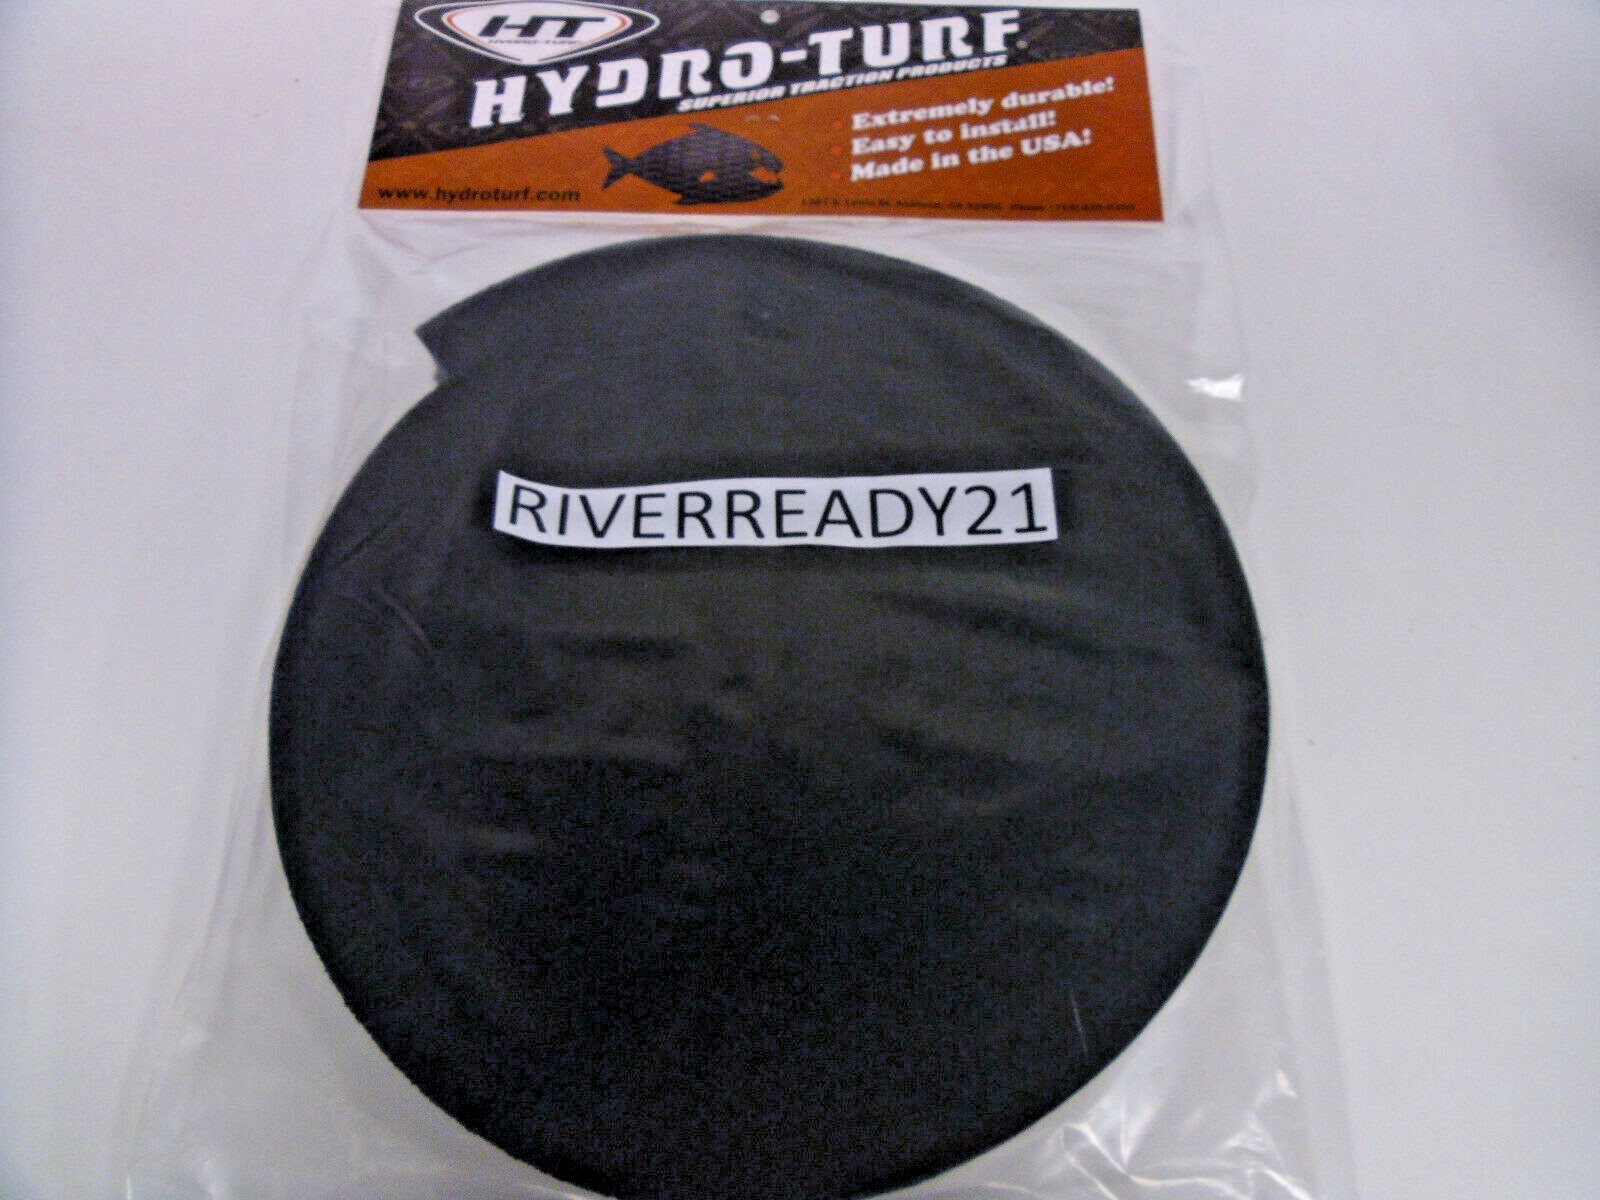 HT
HYDRO-TURF
HYDRO-TURF
SUPERIOR TRACTION PRODUCTS
Extremely durable!
Easy to install!
Made in the USA!
www.hydroturf.com
RIVERREADY21